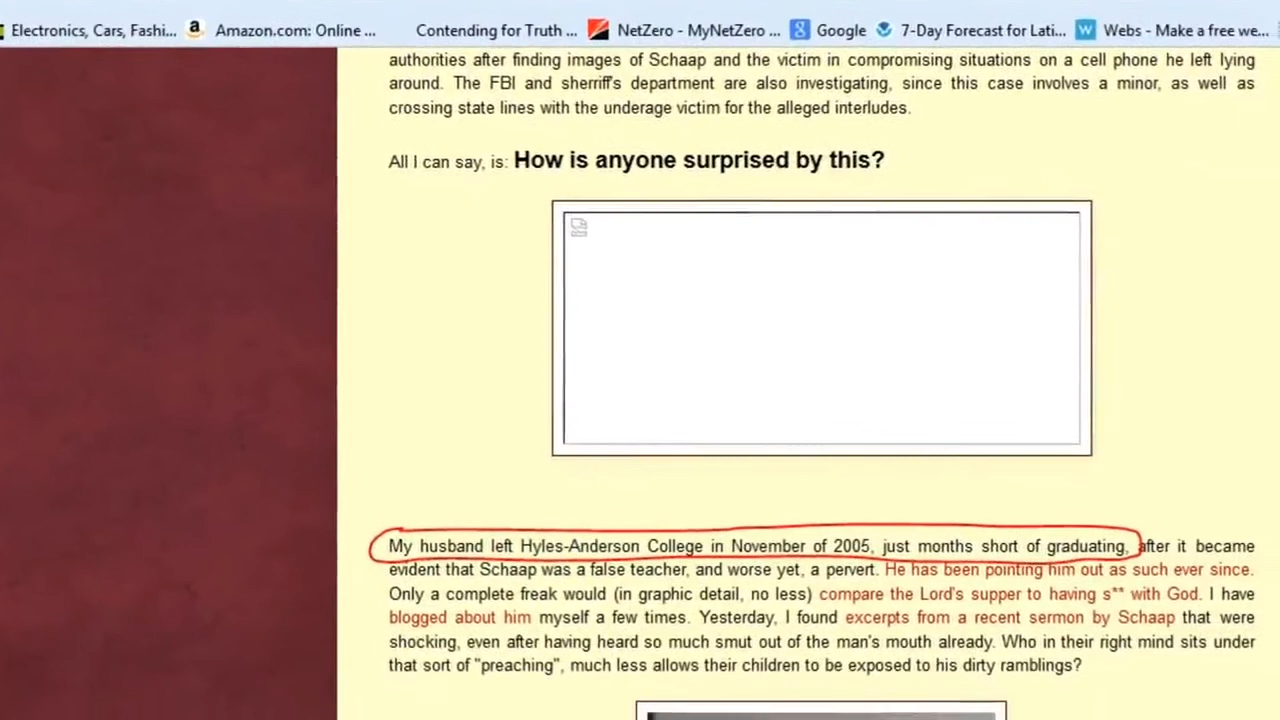 Electronics, Cars, Fashi... Amazon.com: Online ... Contending for Truth ... NetZero - MyNetZero ... Google 7-Day Forecast for Lati... Webs - Make a free we...
authorities after finding images of Schaap and the victim in compromising situations on a cell phone he left lying
around. The FBI and sherriff's department are also investigating, since this case involves a minor, as well as
crossing state lines with the underage victim for the alleged interludes.
All I can say, is: How is anyone surprised by this?
My husband left Hyles-Anderson College in November of 2005, just months short of graduating, after it became
evident that Schaap was a false teacher, and worse yet, a pervert. He has been pointing him out as such ever since.
Only a complete freak would (in graphic detail, no less) compare the Lord's supper to having s** with God. I have
blogged about him myself a few times. Yesterday, I found excerpts from a recent sermon by Schaap that were
shocking, even after having heard so much smut out of the man's mouth already. Who in their right mind sits under
that sort of "preaching", much less allows their children to be exposed to his dirty ramblings?